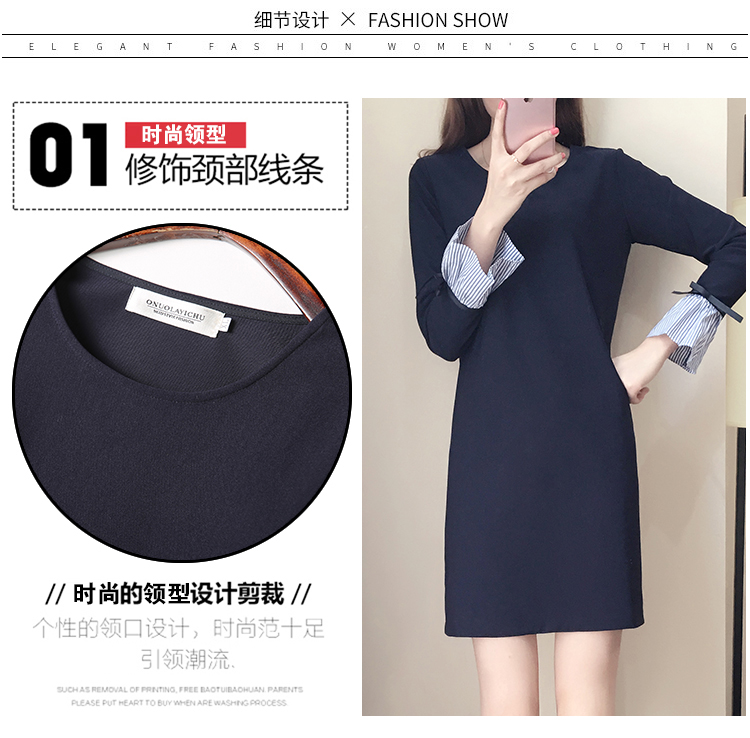 细节设计 × FASHION SHOW
ELEGANT FASHION WOMEN'S CLOTHING
01
时尚领型
修饰颈部线条
ONUOLAYICHU
// 时尚的领型设计剪裁 //
个性的领口设计，时尚范十足
引领潮流.
SUCH AS REMOVAL OF PRINTING, FREE BAOTUIBAOHUAN. PARENTS
PLEASE PUT HEART TO BUY WHEN ARE WASHING PROCESS.